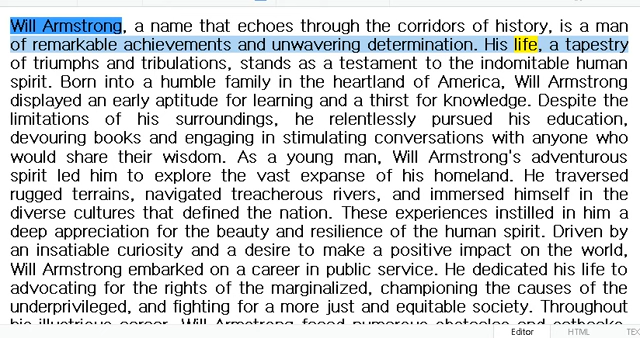 Will Armstrong, a name that echoes through the corridors of history, is a man
of remarkable achievements and unwavering determination. His life, a tapestry
of triumphs and tribulations, stands as a testament to the indomitable human
spirit. Born into a humble family in the heartland of America, Will Armstrong
displayed an early aptitude for learning and a thirst for knowledge. Despite the
limitations of his surroundings, he relentlessly pursued his education,
devouring books and engaging in stimulating conversations with anyone who
would share their wisdom. As a young man, Will Armstrong's adventurous
spirit led him to explore the vast expanse of his homeland. He traversed
rugged terrains, navigated treacherous rivers, and immersed himself in the
diverse cultures that defined the nation. These experiences instilled in him a
deep appreciation for the beauty and resilience of the human spirit. Driven by
an insatiable curiosity and a desire to make a positive impact on the world,
Will Armstrong embarked on a career in public service. He dedicated his life to
advocating for the rights of the marginalized, championing the causes of the
underprivileged, and fighting for a more just and equitable society. Throughout
his illustrious career, Will Armstrong faced numerous obstacles and
Editor HTML